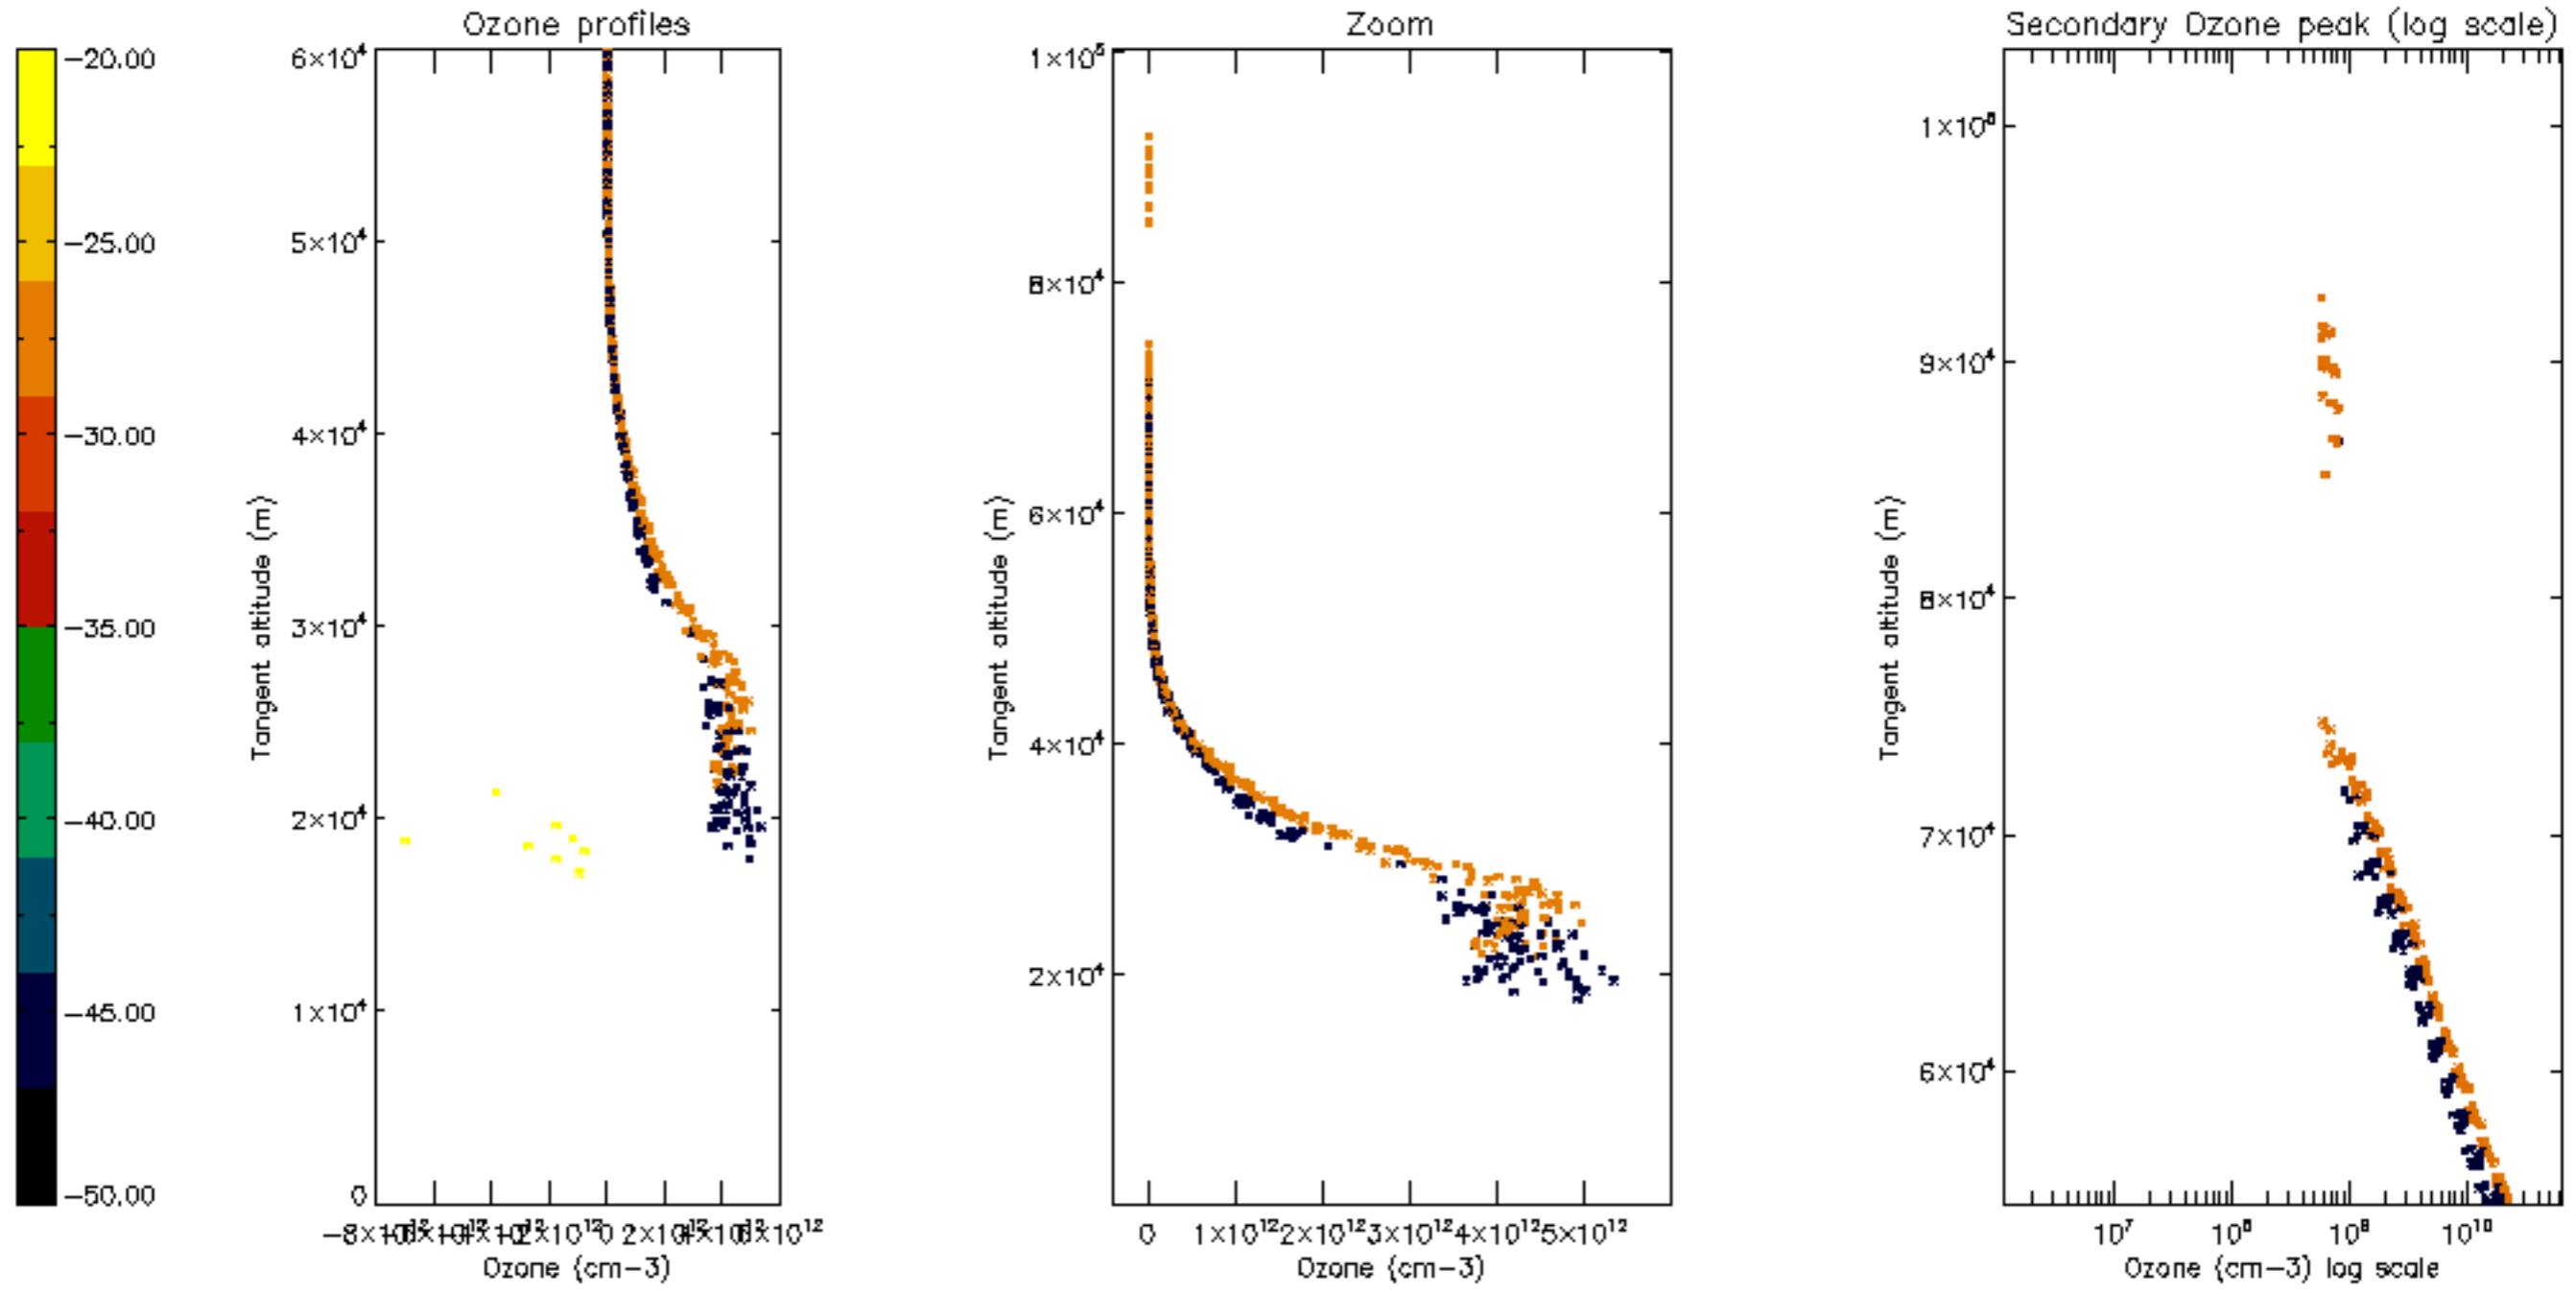 Ozone profiles
Zoom
Secondary Ozone peak (log scale)
−20.00
−25.00
−30.00
−35.00
−40.00
−45.00
−50.00
6×10⁴
5×10⁴
4×10⁴
3×10⁴
2×10⁴
1×10⁴
0
Tangent altitude (m)
0
Ozone (cm−3)
1×10⁵
8×10⁴
6×10⁴
4×10⁴
2×10⁴
Tangent altitude (m)
0 1×10¹² 2×10¹² 3×10¹² 4×10¹² 5×10¹²
Ozone (cm−3)
1×10⁵
9×10⁴
8×10⁴
7×10⁴
6×10⁴
Tangent altitude (m)
10⁷ 10⁸ 10⁹ 10¹⁰
Ozone (cm−3) log scale